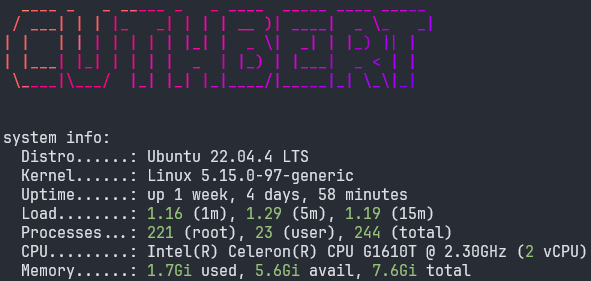 CUTHBERT
system info:
Distro......: Ubuntu 22.04.4 LTS
Kernel......: Linux 5.15.0-97-generic
Uptime......: up 1 week, 4 days, 58 minutes
Load........: 1.16 (1m), 1.29 (5m), 1.19 (15m)
Processes...: 221 (root), 23 (user), 244 (total)
CPU.........: Intel(R) Celeron(R) CPU G1610T @ 2.30GHz (2 vCPU)
Memory......: 1.7Gi used, 5.6Gi avail, 7.6Gi total